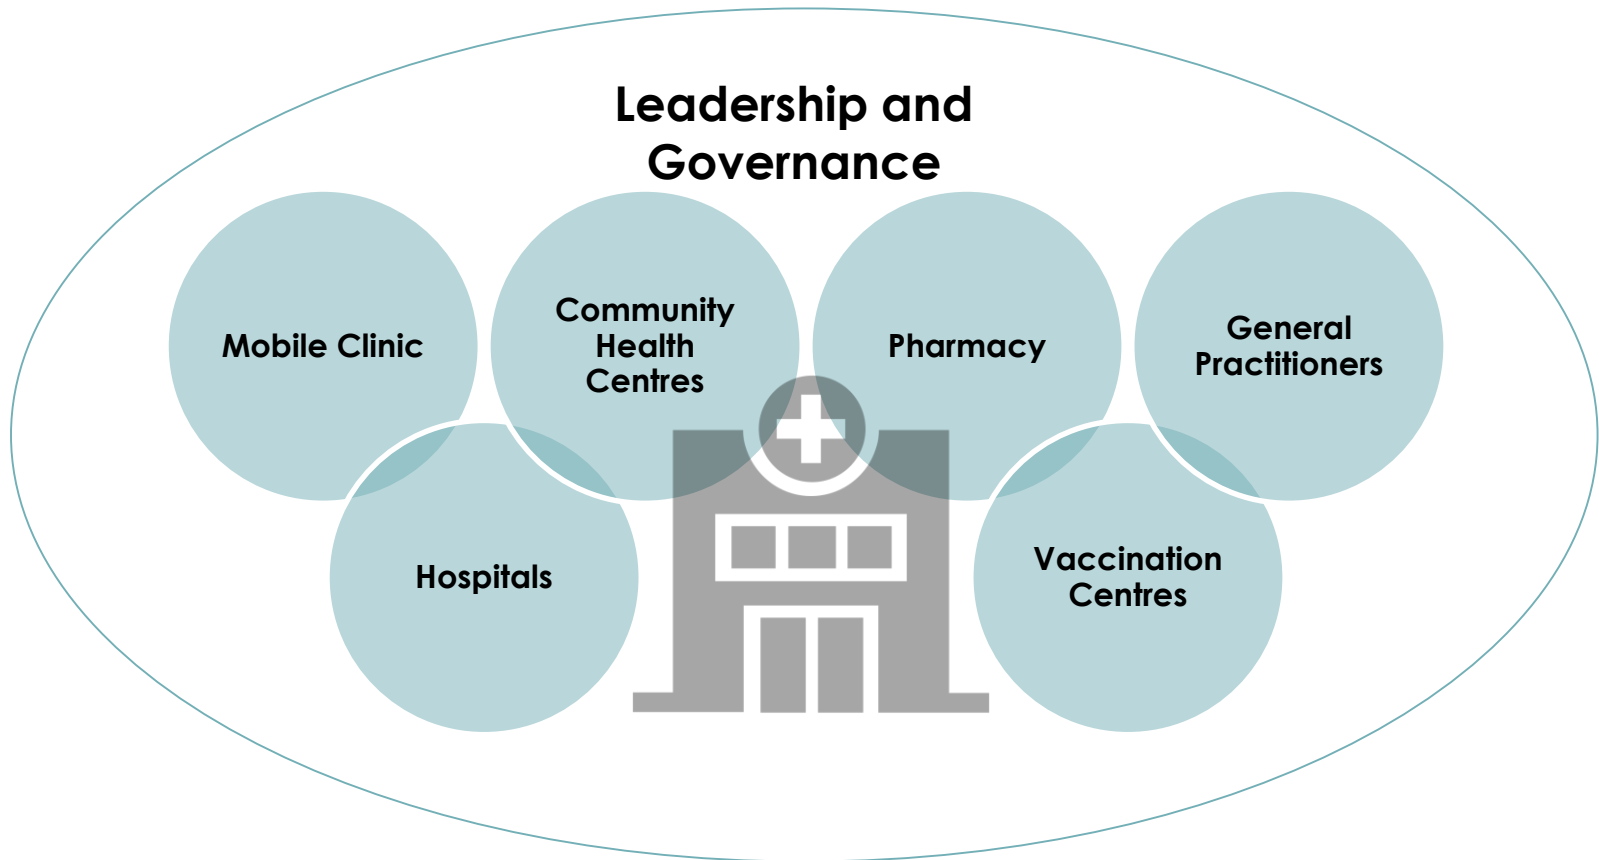 Leadership and
Governance
Mobile Clinic
Community
Health
Centres
Pharmacy
General
Practitioners
Hospitals
Vaccination
Centres